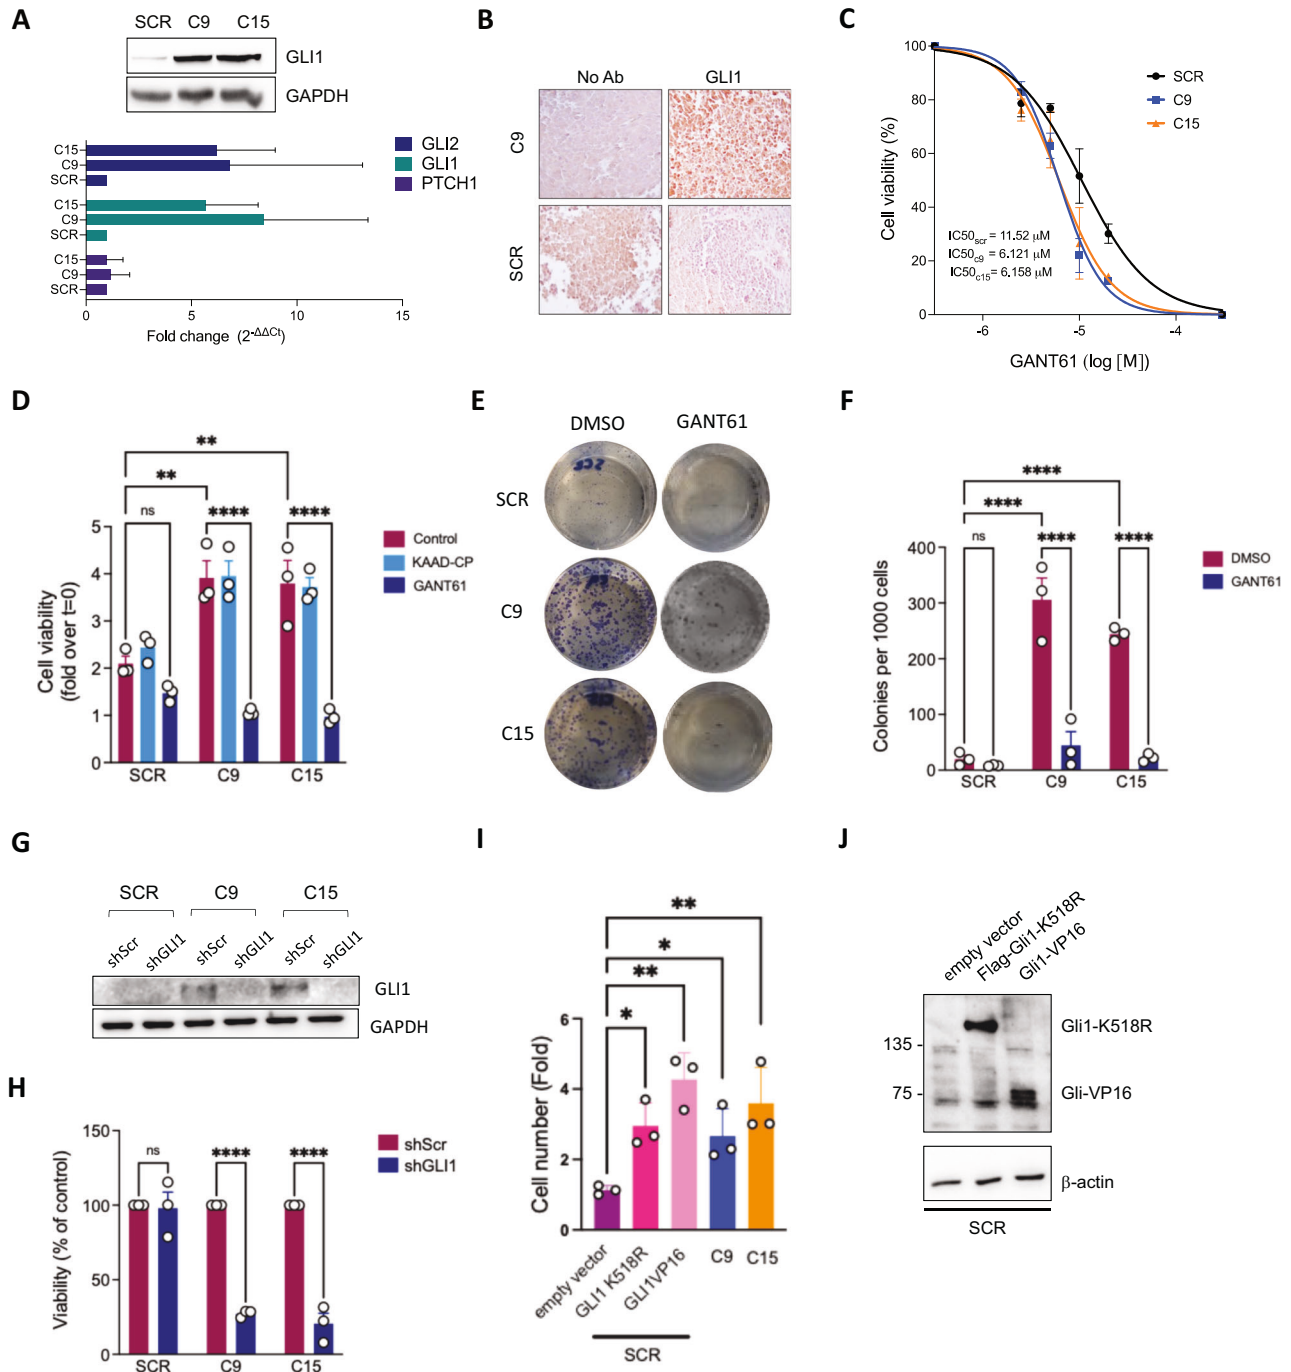 A
SCR C9 C15
GLI1
GAPDH
C15
C9
SCR
C15
C9
SCR
C15
C9
SCR
GLI2
GLI1
PTCH1
0 5 10 15
Fold change (2-ΔΔCt)
B
No Ab GLI1
C9
SCR
C
Cell viability (%)
100
80
60
40
20
0
SCR
C9
C15
IC50scr = 11.52 μM
IC50c9 = 6.121 μM
IC50c15= 6.158 μM
-6 -5 -4
GANT61 (log [M])
D
** 
**
ns **** ****
Cell viability
(fold over t=0)
5
4
3
2
1
0
SCR C9 C15
Control
KAAD-CP
GANT61
E
DMSO GANT61
SCR
C9
C15
F
****
****
ns **** ****
Colonies per 1000 cells
400
300
200
100
0
SCR C9 C15
DMSO
GANT61
G
SCR C9 C15
shScr shGLI1 shScr shGLI1 shScr shGLI1
GLI1
GAPDH
H
Viability (% of control)
150
100
50
0
ns **** ****
SCR C9 C15
shScr
shGLI1
I
**
*
**
*
Cell number (Fold)
6
4
2
0
empty vector GLI1 K518R GLI1VP16 C9 C15
SCR
J
empty vector Flag-Gli1-K518R Gli1-VP16
135 -
75 -
Gli1-K518R
Gli-VP16
β-actin
SCR